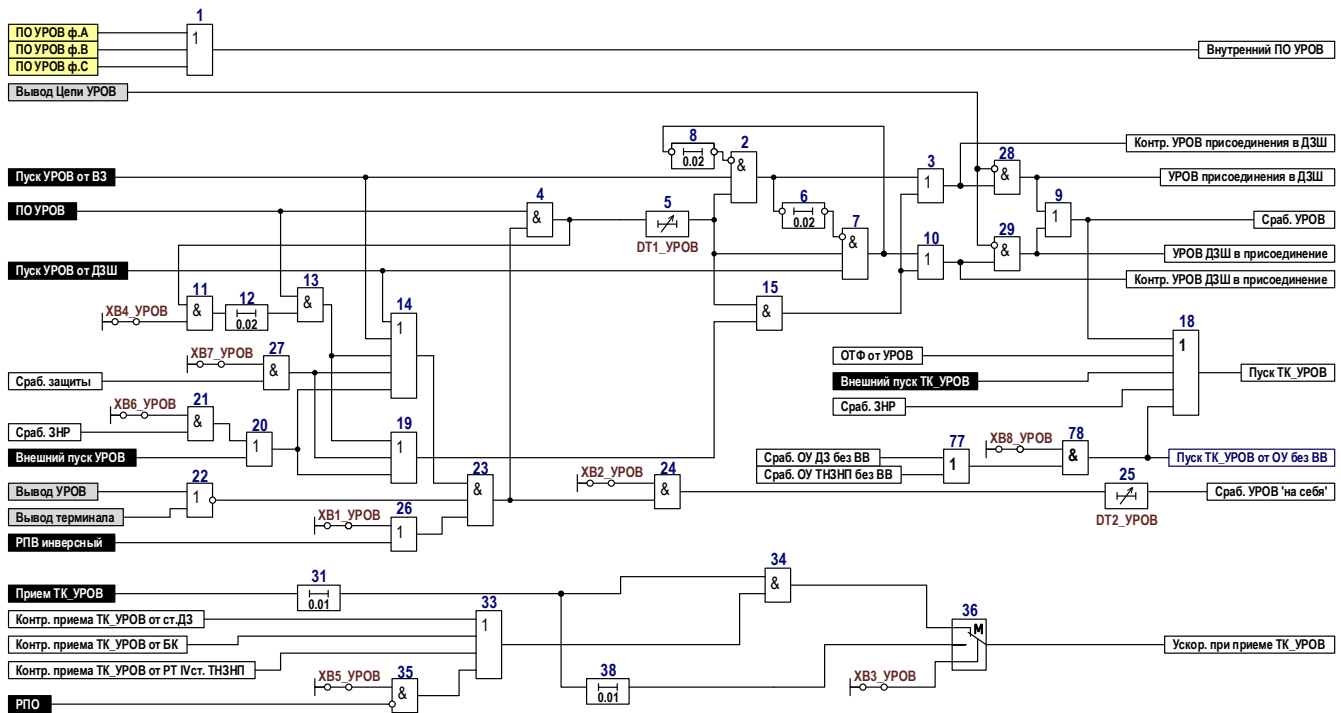 1
ПО УРОВ ф.А
1
ПО УРОВ ф.В
ПО УРОВ ф.С
Внутренний ПО УРОВ
Вывод Цепи УРОВ
8
0.02
2
&
Контр. УРОВ присоединения в ДЗШ
Пуск УРОВ от ВЗ
3
1
28
&
УРОВ присоединения в ДЗШ
ПО УРОВ
4
&
5
DT1_УРОВ
6
0.02
7
&
9
1
Сраб. УРОВ
10
1
29
&
УРОВ ДЗШ в присоединение
Пуск УРОВ от ДЗШ
Контр. УРОВ ДЗШ в присоединение
XB4_УРОВ
11
&
12
0.02
13
&
14
1
15
&
18
1
XB7_УРОВ
27
&
ОТФ от УРОВ
Сраб. защиты
Внешний пуск ТК_УРОВ
Пуск ТК_УРОВ
XB6_УРОВ
21
&
Сраб. ЗНР
Сраб. ЗНР
20
1
19
1
Внешний пуск УРОВ
77
1
XB8_УРОВ
78
&
Сраб. ОУ ДЗ без ВВ
Сраб. ОУ ТНЗНП без ВВ
Пуск ТК_УРОВ от ОУ без ВВ
Вывод УРОВ
22
1
23
&
XB2_УРОВ
24
&
25
DT2_УРОВ
Сраб. УРОВ 'на себя'
Вывод терминала
XB1_УРОВ
26
1
РПВ инверсный
Прием ТК_УРОВ
31
0.01
34
&
Контр. приема ТК_УРОВ от ст.ДЗ
33
1
36
М
Контр. приема ТК_УРОВ от БК
Ускор. при приеме ТК_УРОВ
Контр. приема ТК_УРОВ от РТ IVст. ТНЗНП
XB5_УРОВ
35
&
38
0.01
XB3_УРОВ
РПО